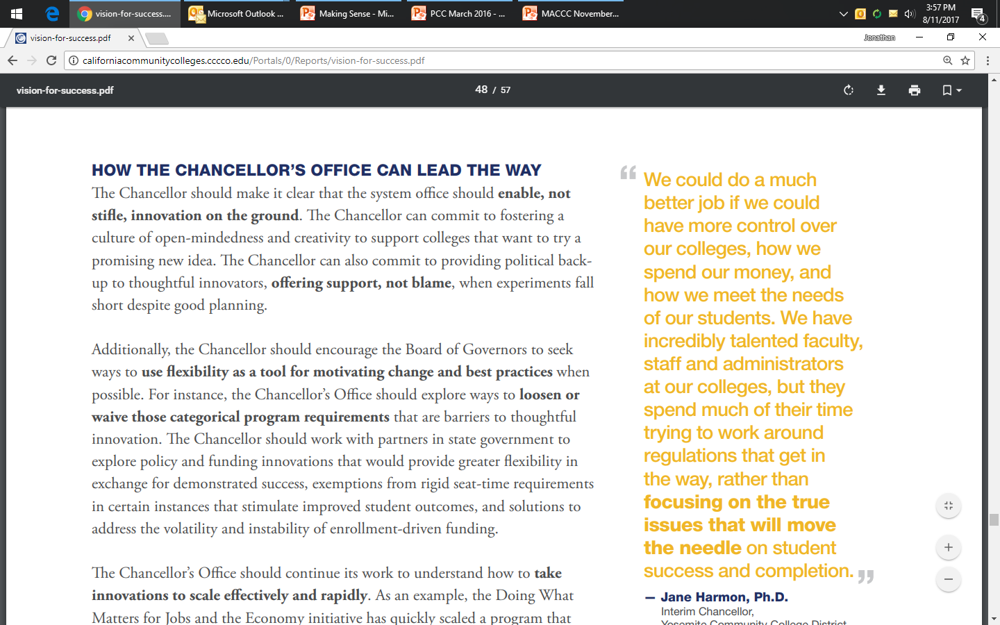 vision-for-success....
Microsoft Outlook ...
Making Sense - Mi...
PCC March 2016 - ...
MACCC November...
3:57 PM
8/11/2017
4
vision-for-success.pdf
Jonathan
californiacommunitycolleges.cccco.edu/Portals/0/Reports/vision-for-success.pdf
vision-for-success.pdf
48 / 57
HOW THE CHANCELLOR’S OFFICE CAN LEAD THE WAY
The Chancellor should make it clear that the system office should enable, not
stifle, innovation on the ground. The Chancellor can commit to fostering a
culture of open-mindedness and creativity to support colleges that want to try a
promising new idea. The Chancellor can also commit to providing political back-
up to thoughtful innovators, offering support, not blame, when experiments fall
short despite good planning.
Additionally, the Chancellor should encourage the Board of Governors to seek
ways to use flexibility as a tool for motivating change and best practices when
possible. For instance, the Chancellor’s Office should explore ways to loosen or
waive those categorical program requirements that are barriers to thoughtful
innovation. The Chancellor should work with partners in state government to
explore policy and funding innovations that would provide greater flexibility in
exchange for demonstrated success, exemptions from rigid seat-time requirements
in certain instances that stimulate improved student outcomes, and solutions to
address the volatility and instability of enrollment-driven funding.
The Chancellor’s Office should continue its work to understand how to take
innovations to scale effectively and rapidly. As an example, the Doing What
Matters for Jobs and the Economy initiative has quickly scaled a program that
“We could do a much
better job if we could
have more control over
our colleges, how we
spend our money, and
how we meet the needs
of our students. We have
incredibly talented faculty,
staff and administrators
at our colleges, but they
spend much of their time
trying to work around
regulations that get in
the way, rather than
focusing on the true
issues that will move
the needle on student
success and completion.”
— Jane Harmon, Ph.D.
Interim Chancellor,
Yosemite Community College District